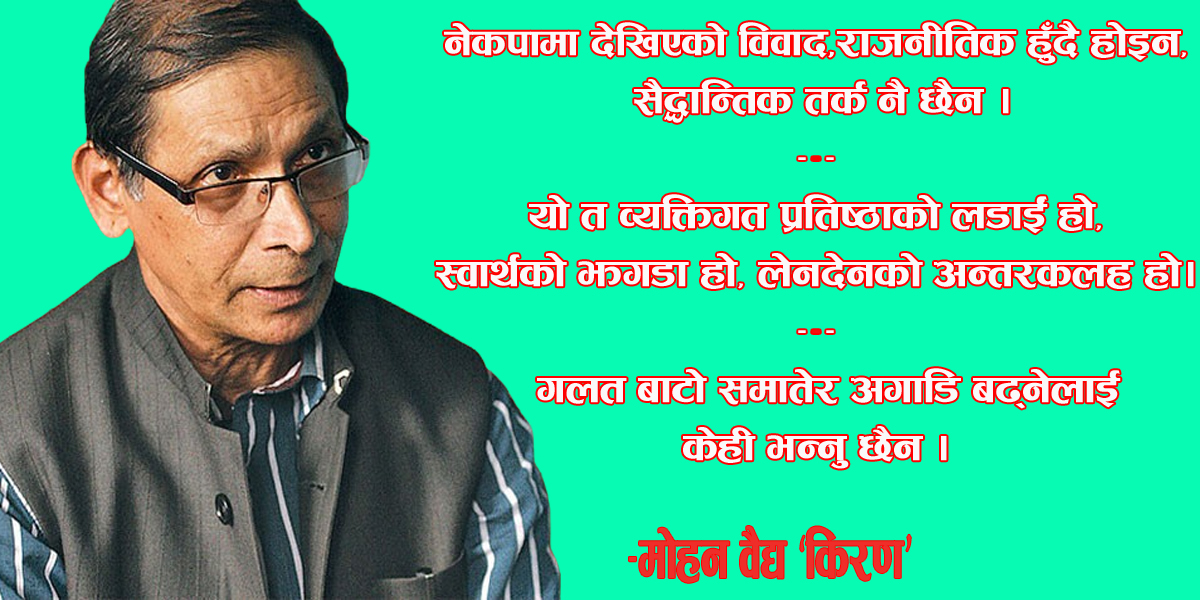 नेकपामा देखिएको विवाद,राजनीतिक हुँदै होइन,
सैद्धान्तिक तर्क नै छैन ।
---
यो त व्यक्तिगत प्रतिष्ठाको लडाईं हो,
स्वार्थको झगडा हो, लेनदेनको अन्तरकलह हो।
---
गलत बाटो समातेर अगाडि बढ्नेलाई
केही भन्नु छैन ।
-मोहन वैद्य ‘किरण’